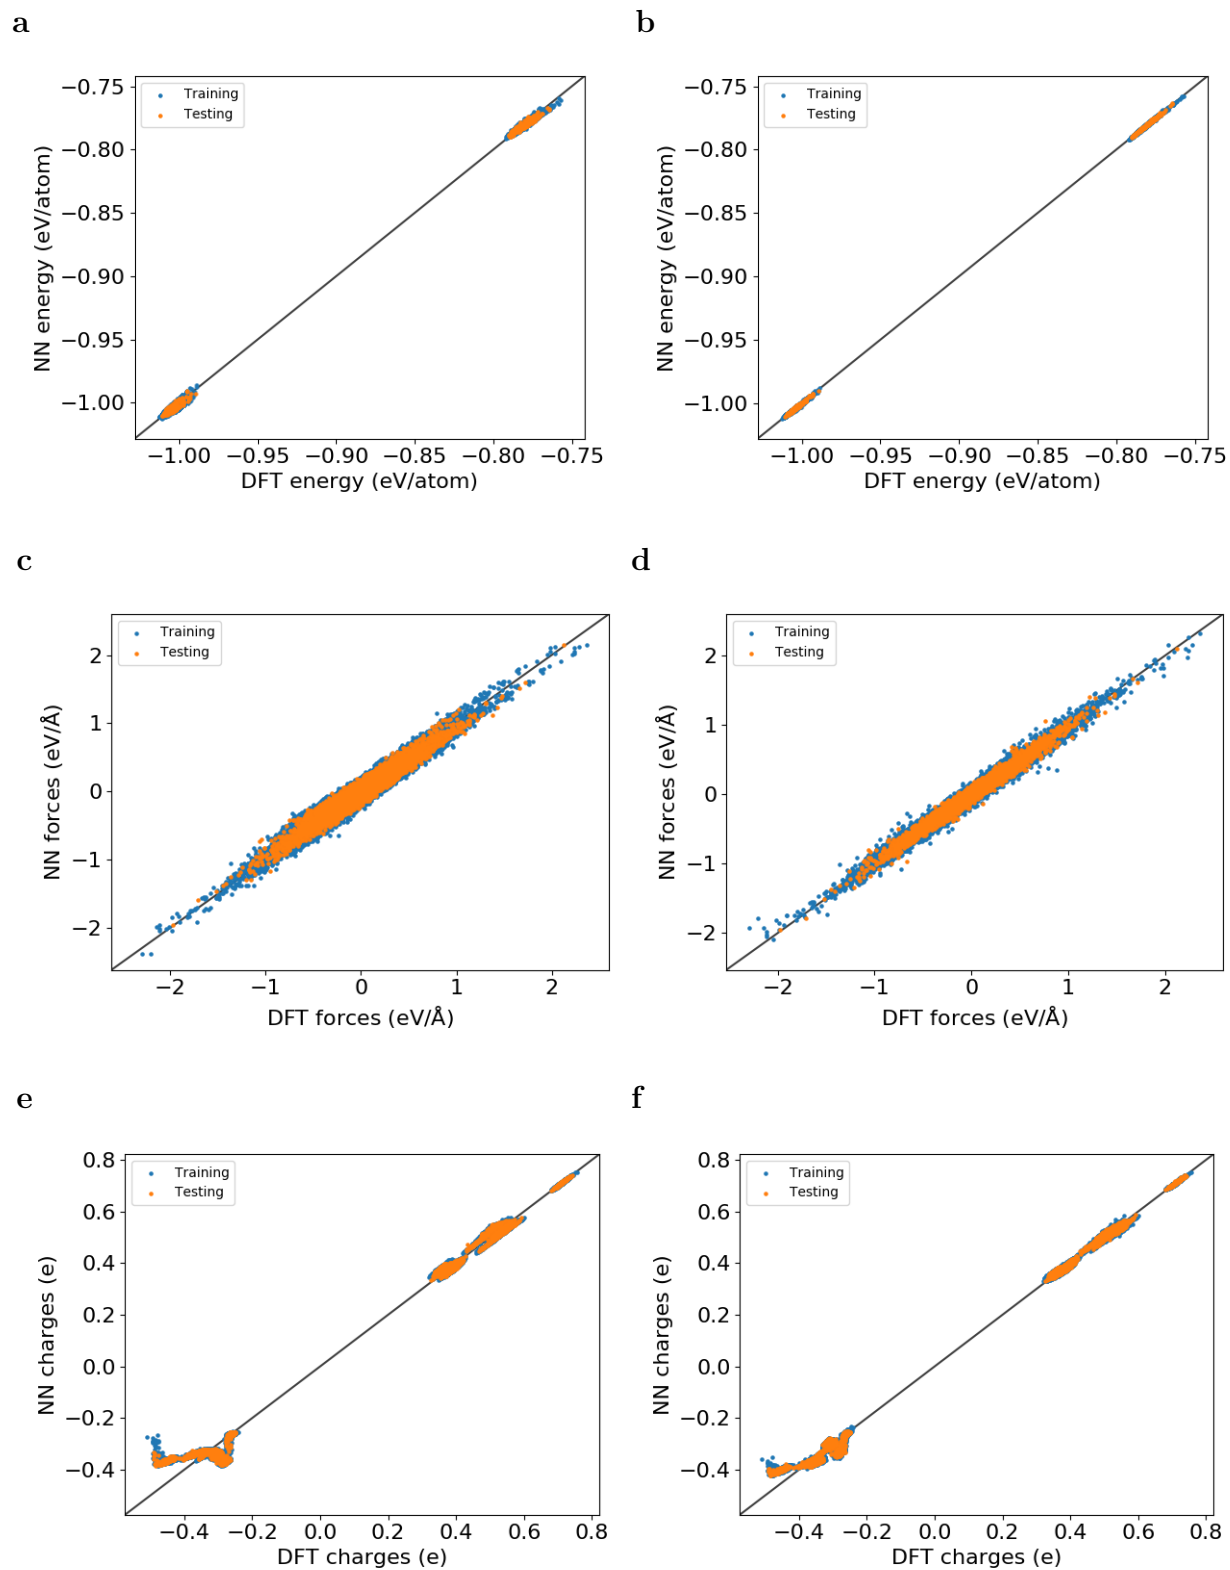 a
b
Training
Testing
−0.75
−0.80
−0.85
−0.90
−0.95
−1.00
NN energy (eV/atom)
−1.00 −0.95 −0.90 −0.85 −0.80 −0.75
DFT energy (eV/atom)
Training
Testing
−0.75
−0.80
−0.85
−0.90
−0.95
−1.00
NN energy (eV/atom)
−1.00 −0.95 −0.90 −0.85 −0.80 −0.75
DFT energy (eV/atom)
c
d
Training
Testing
2
1
0
−1
−2
NN forces (eV/Å)
−2 −1 0 1 2
DFT forces (eV/Å)
Training
Testing
2
1
0
−1
−2
NN forces (eV/Å)
−2 −1 0 1 2
DFT forces (eV/Å)
e
f
Training
Testing
0.8
0.6
0.4
0.2
0.0
−0.2
−0.4
NN charges (e)
−0.4 −0.2 0.0 0.2 0.4 0.6 0.8
DFT charges (e)
Training
Testing
0.8
0.6
0.4
0.2
0.0
−0.2
−0.4
NN charges (e)
−0.4 −0.2 0.0 0.2 0.4 0.6 0.8
DFT charges (e)